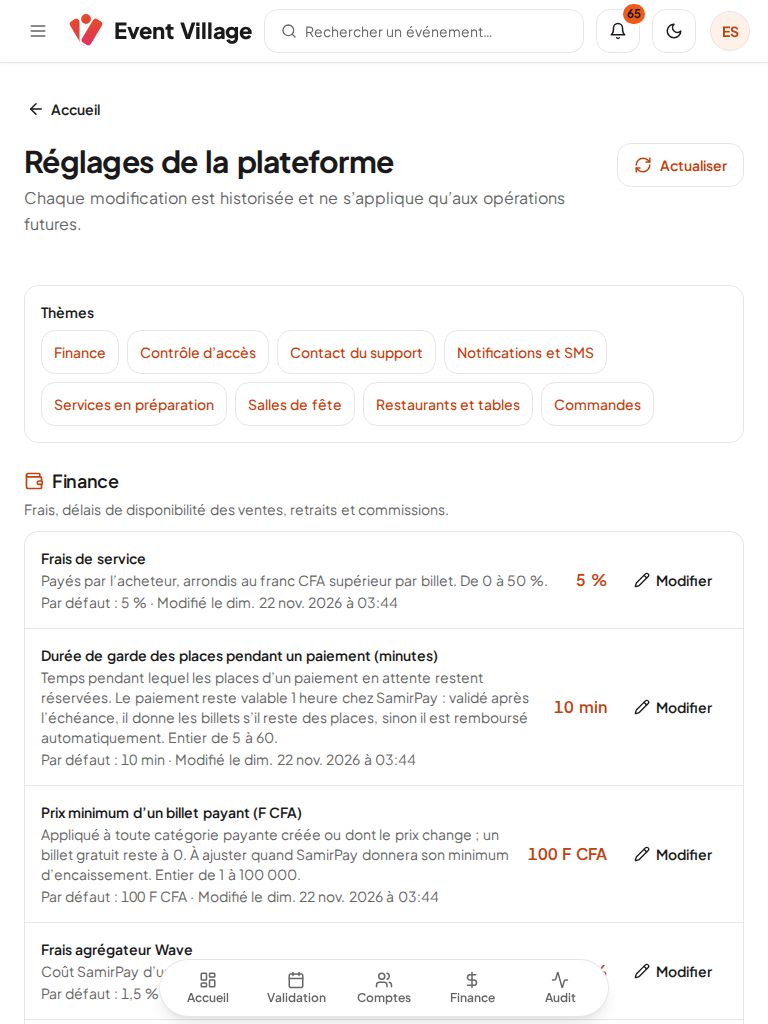 Event Village
Rechercher un événement...
65
ES
Accueil
Réglages de la plateforme
Actualiser
Chaque modification est historisée et ne s’applique qu’aux opérations
futures.
Thèmes
Finance
Contrôle d’accès
Contact du support
Notifications et SMS
Services en préparation
Salles de fête
Restaurants et tables
Commandes
Finance
Frais, délais de disponibilité des ventes, retraits et commissions.
Frais de service
Payés par l’acheteur, arrondis au franc CFA supérieur par billet. De 0 à 50 %.
Par défaut : 5 % · Modifié le dim. 22 nov. 2026 à 03:44
5 %
Modifier
Durée de garde des places pendant un paiement (minutes)
Temps pendant lequel les places d’un paiement en attente restent
réservées. Le paiement reste valable 1 heure chez SamirPay : validé après
l’échéance, il donne les billets s’il reste des places, sinon il est remboursé
automatiquement. Entier de 5 à 60.
Par défaut : 10 min · Modifié le dim. 22 nov. 2026 à 03:44
10 min
Modifier
Prix minimum d’un billet payant (F CFA)
Appliqué à toute catégorie payante créée ou dont le prix change ; un
billet gratuit reste à 0. À ajuster quand SamirPay donnera son minimum
d’encaissement. Entier de 1 à 100 000.
Par défaut : 100 F CFA · Modifié le dim. 22 nov. 2026 à 03:44
100 F CFA
Modifier
Frais agrégateur Wave
Coût SamirPay
Par défaut : 1,5 %
Modifier
Accueil
Validation
Comptes
Finance
Audit